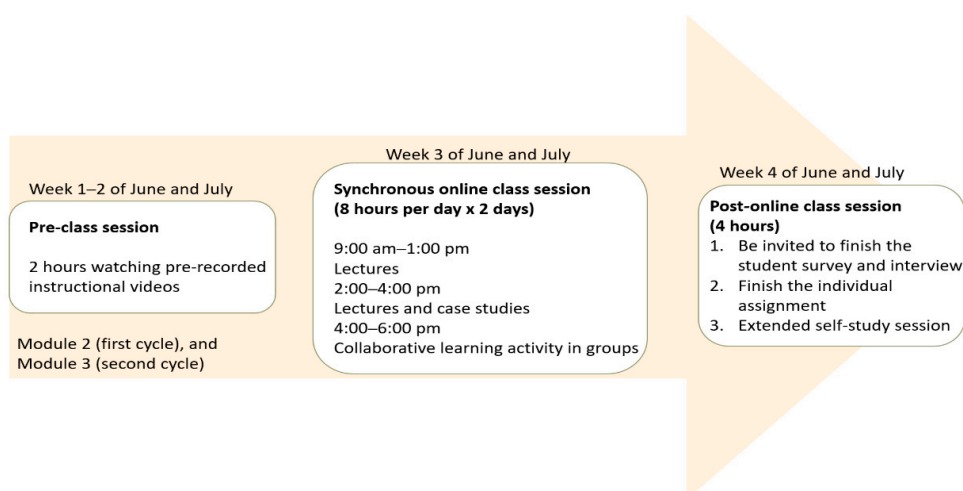 Week 1–2 of June and July
Pre-class session
2 hours watching pre-recorded
instructional videos
Module 2 (first cycle), and
Module 3 (second cycle)
Week 3 of June and July
Synchronous online class session
(8 hours per day x 2 days)
9:00 am–1:00 pm
Lectures
2:00–4:00 pm
Lectures and case studies
4:00–6:00 pm
Collaborative learning activity in groups
Week 4 of June and July
Post-online class session
(4 hours)
1. Be invited to finish the
student survey and interview
2. Finish the individual
assignment
3. Extended self-study session